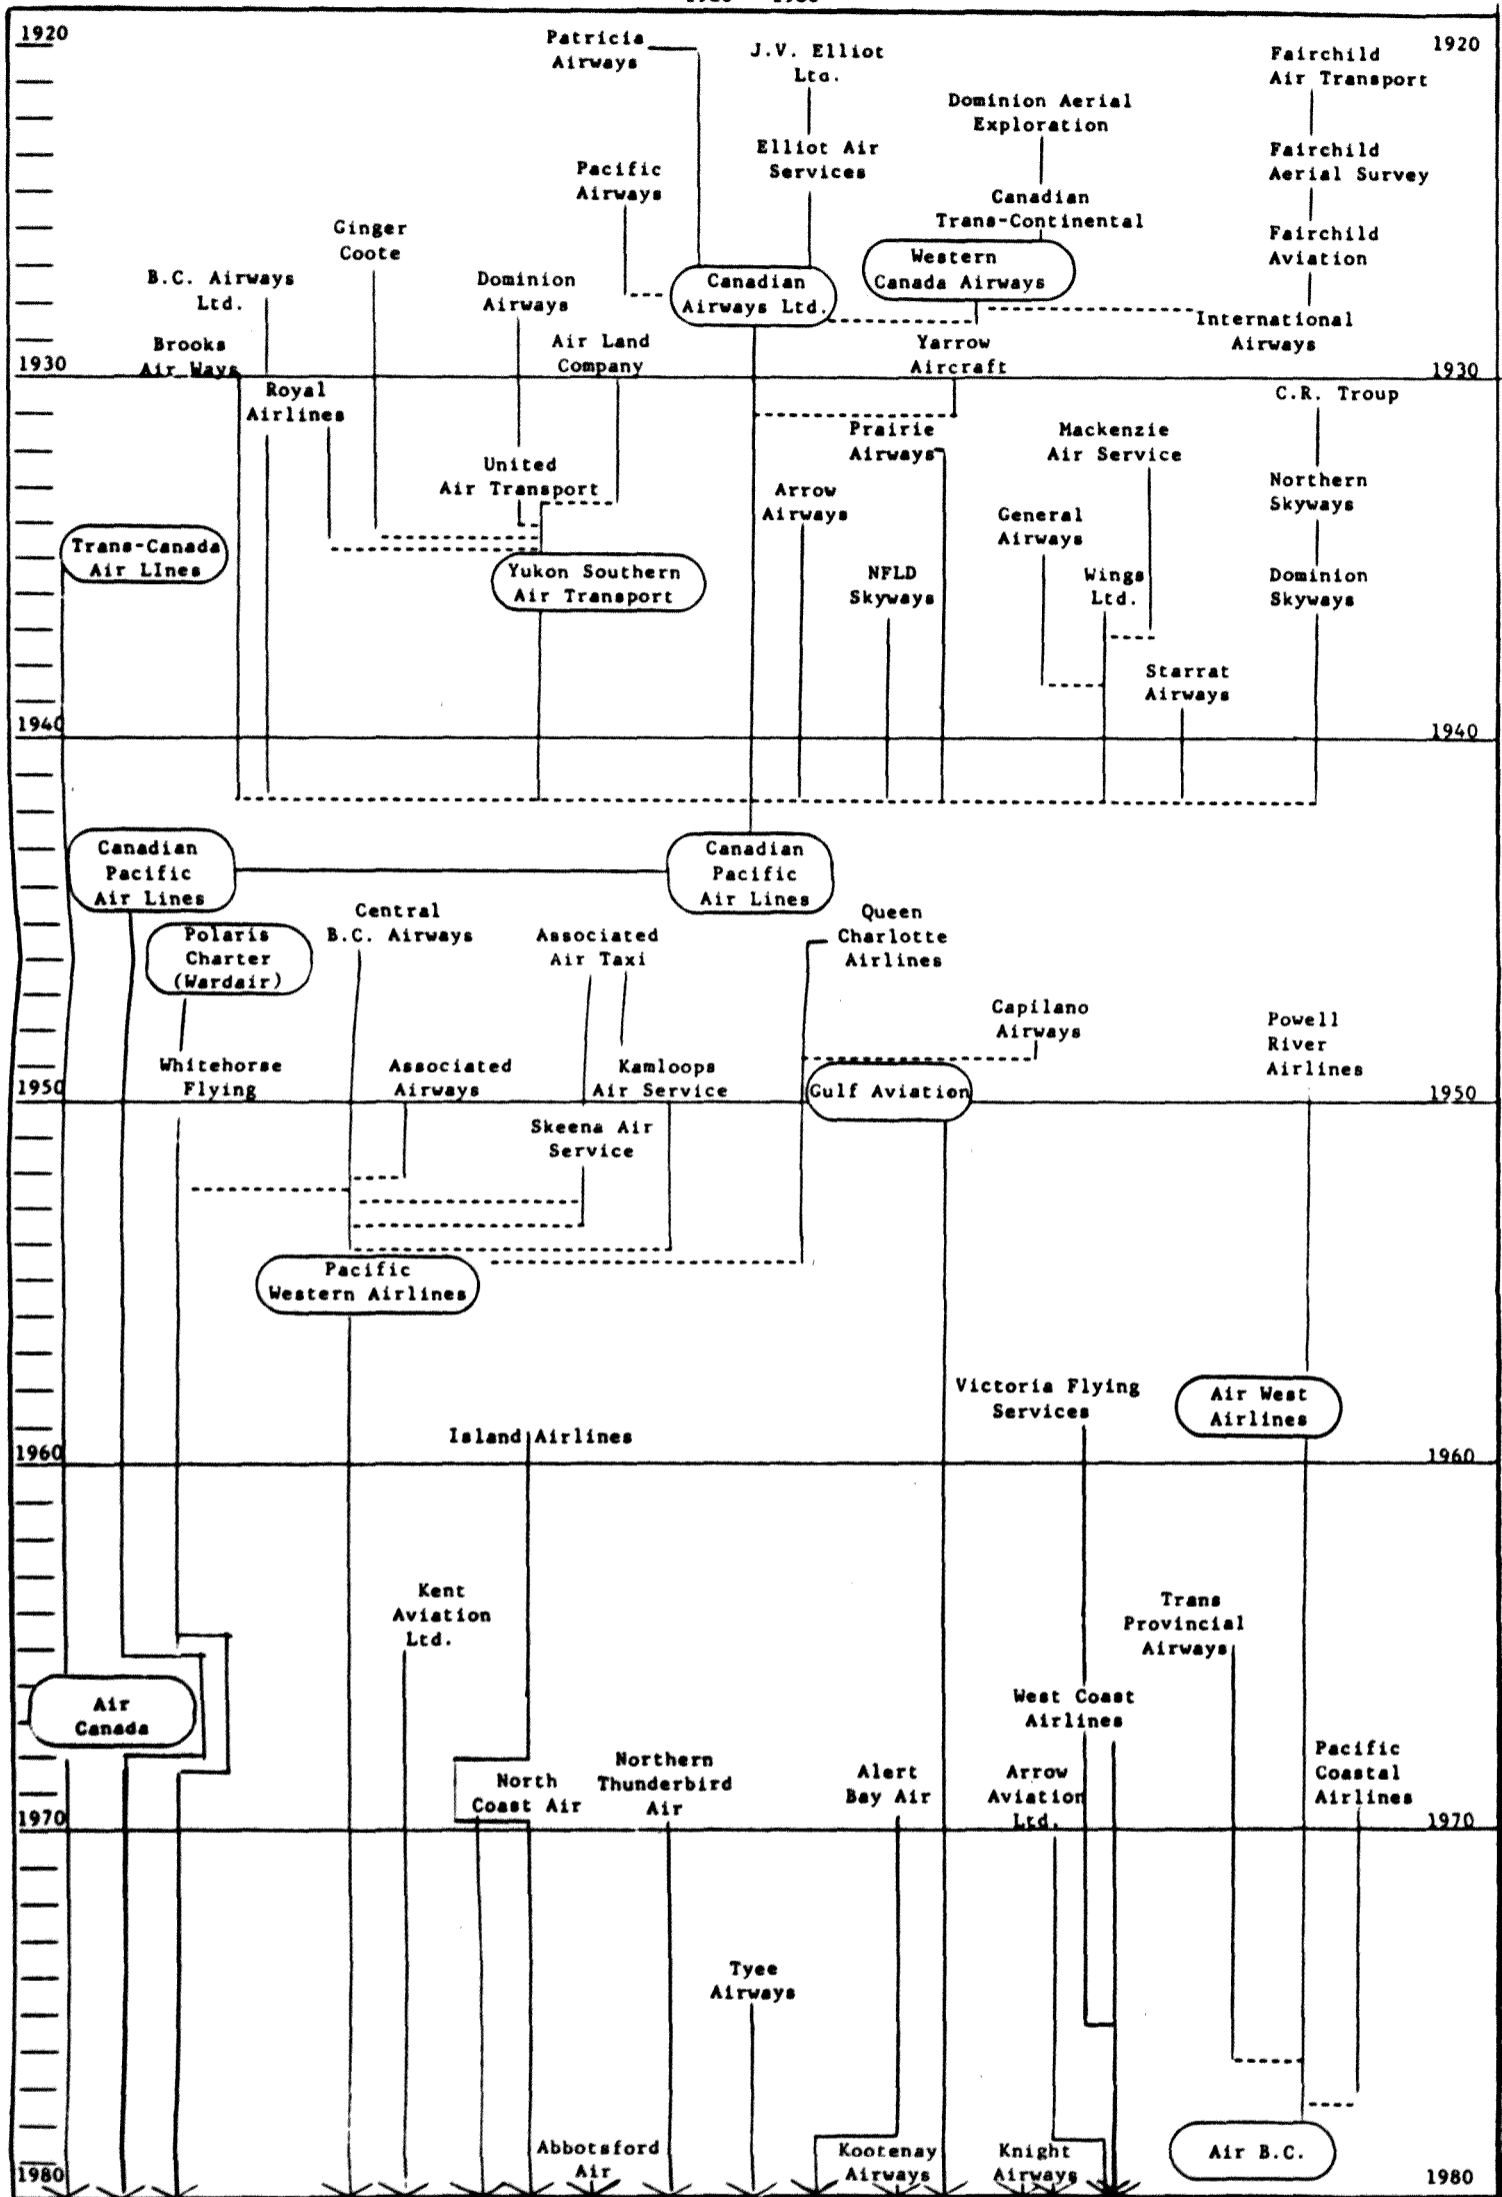 1920
1920
Patricia
Airways
J.V. Elliot
Ltd.
Fairchild
Air Transport
Dominion Aerial
Exploration
Elliot Air
Services
Fairchild
Aerial Survey
Pacific
Airways
Canadian
Trans-Continental
Ginger
Coote
Fairchild
Aviation
Western
Canada Airways
B.C. Airways
Ltd.
Dominion
Airways
Canadian
Airways Ltd.
International
Airways
Brooks
Air Ways
Air Land
Company
Yarrow
Aircraft
1930
1930
Royal
Airlines
C.R. Troup
Prairie
Airways
Mackenzie
Air Service
United
Air Transport
Arrow
Airways
Northern
Skyways
General
Airways
Trans-Canada
Air LInes
Yukon Southern
Air Transport
NFLD
Skyways
Wings
Ltd.
Dominion
Skyways
Starrat
Airways
1940
1940
Canadian
Pacific
Air Lines
Canadian
Pacific
Air Lines
Central
B.C. Airways
Queen
Charlotte
Airlines
Polaris
Charter
(Wardair)
Associated
Air Taxi
Capilano
Airways
Powell
River
Airlines
Whitehorse
Flying
Associated
Airways
Kamloops
Air Service
Gulf Aviation
1950
1950
Skeena Air
Service
Pacific
Western Airlines
Victoria Flying
Services
Air West
Airlines
Island Airlines
1960
1960
Kent
Aviation
Ltd.
Trans
Provincial
Airways
Air
Canada
West Coast
Airlines
Northern
Thunderbird
Air
Pacific
Coastal
Airlines
North
Coast Air
Alert
Bay Air
Arrow
Aviation
Ltd.
1970
1970
Tyee
Airways
Abbotsford
Air
Kootenay
Airways
Knight
Airways
Air B.C.
1980
1980